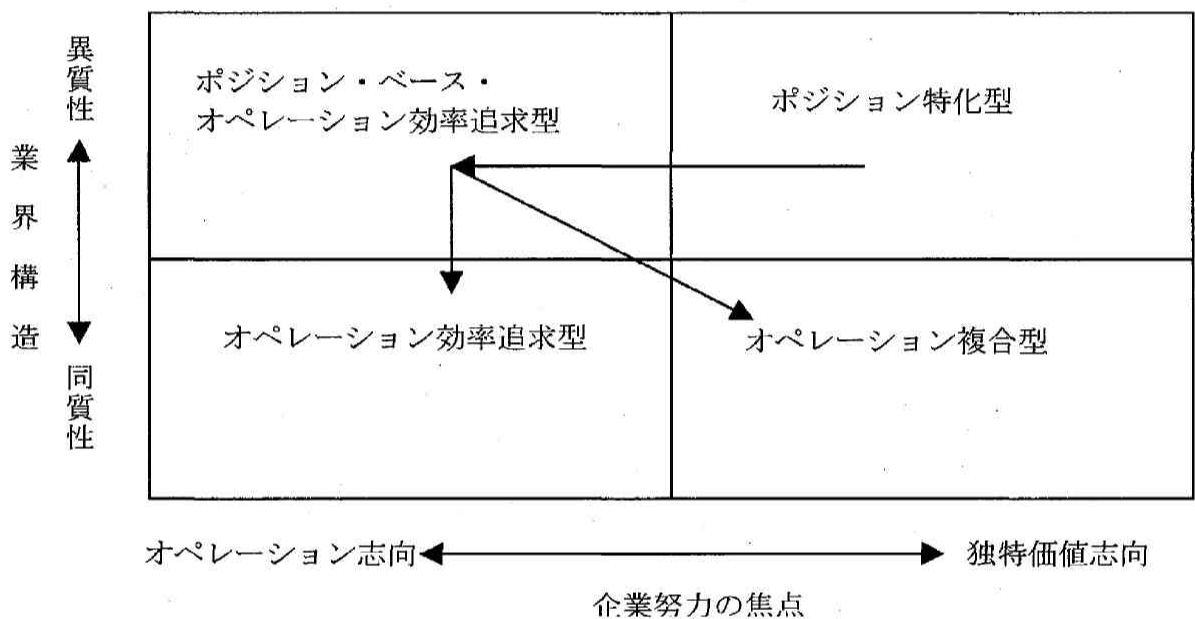 異質性
業界構造
同質性
ポジション・ベース・
オペレーション効率追求型
ポジション特化型
オペレーション効率追求型
オペレーション複合型
オペレーション志向
独特価値志向
企業努力の焦点